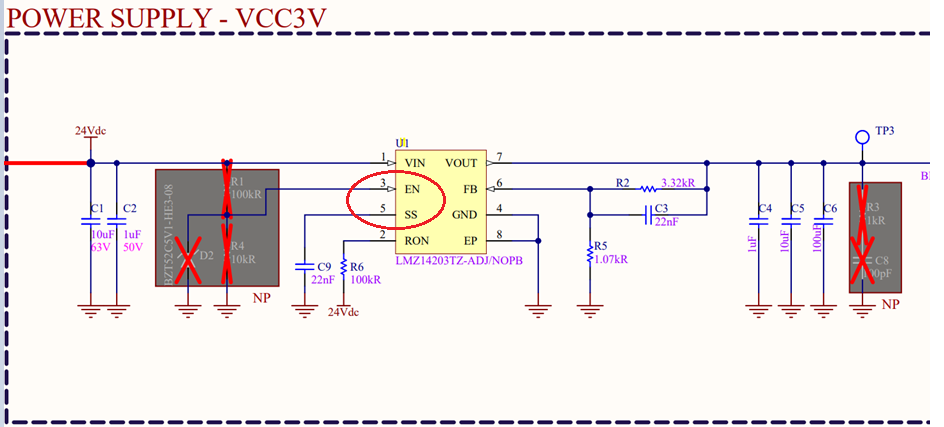 POWER SUPPLY - VCC3V
24Vdc
C1
10uF
63V
C2
1uF
50V
BZT52C5V1-HE3-08
D2
R1
100kR
R4
10kR
NP
U1
1 VIN VOUT 7
3 EN FB 6
5 SS GND 4
2 RON EP 8
LMZ14203TZ-ADJ/NOPB
C9
22nF
R6
100kR
24Vdc
R2 3.32kR
C3
22nF
R5
1.07kR
C4
1uF
C5
10uF
C6
100uF
TP3
R3
1kR
C8
NP